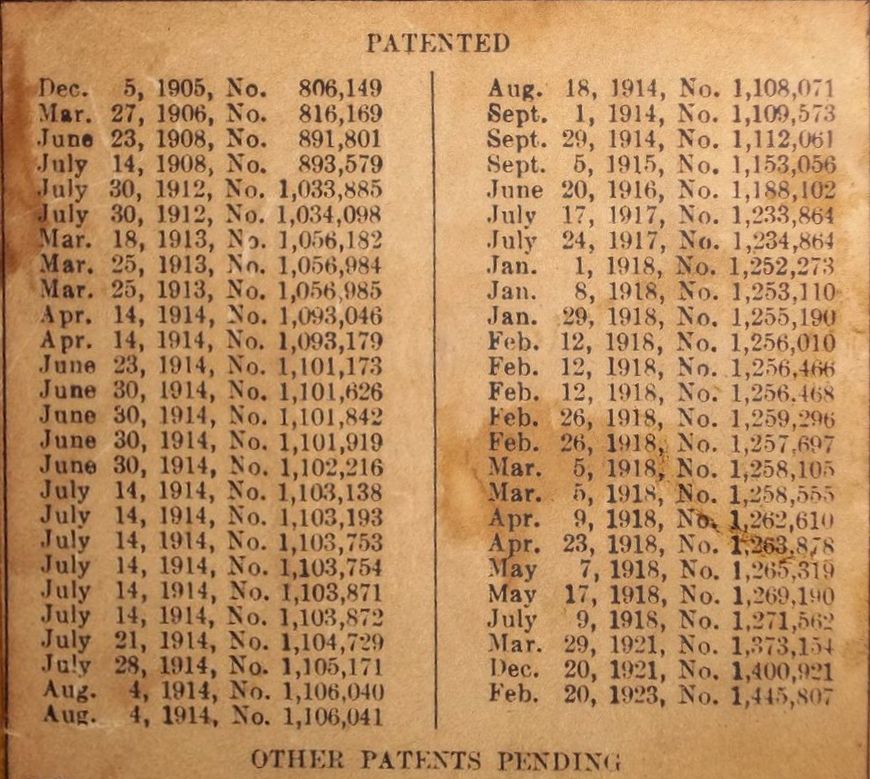 PATENTED
Dec. 5, 1905, No. 806,149
Mar. 27, 1906, No. 816,169
June 23, 1908, No. 891,801
July 14, 1908, No. 893,579
July 30, 1912, No. 1,033,885
July 30, 1912, No. 1,034,098
Mar. 18, 1913, No. 1,056,182
Mar. 25, 1913, No. 1,056,984
Mar. 25, 1913, No. 1,056,985
Apr. 14, 1914, No. 1,093,046
Apr. 14, 1914, No. 1,093,179
June 23, 1914, No. 1,101,173
June 30, 1914, No. 1,101,626
June 30, 1914, No. 1,101,842
June 30, 1914, No. 1,101,919
June 30, 1914, No. 1,102,216
July 14, 1914, No. 1,103,138
July 14, 1914, No. 1,103,193
July 14, 1914, No. 1,103,753
July 14, 1914, No. 1,103,754
July 14, 1914, No. 1,103,871
July 14, 1914, No. 1,103,872
July 21, 1914, No. 1,104,729
July 28, 1914, No. 1,105,171
Aug. 4, 1914, No. 1,106,040
Aug. 4, 1914, No. 1,106,041
Aug. 18, 1914, No. 1,108,071
Sept. 1, 1914, No. 1,109,573
Sept. 29, 1914, No. 1,112,061
Sept. 5, 1915, No. 1,153,056
June 20, 1916, No. 1,188,102
July 17, 1917, No. 1,233,864
July 24, 1917, No. 1,234,864
Jan. 1, 1918, No. 1,252,273
Jan. 8, 1918, No. 1,253,110
Jan. 29, 1918, No. 1,255,190
Feb. 12, 1918, No. 1,256,010
Feb. 12, 1918, No. 1,256,466
Feb. 12, 1918, No. 1,256,468
Feb. 26, 1918, No. 1,259,296
Feb. 26, 1918, No. 1,257,697
Mar. 5, 1918, No. 1,258,105
Mar. 5, 1918, No. 1,258,555
Apr. 9, 1918, No. 1,262,610
Apr. 23, 1918, No. 1,263,878
May 7, 1918, No. 1,265,319
May 17, 1918, No. 1,269,190
July 9, 1918, No. 1,271,562
Mar. 29, 1921, No. 1,373,154
Dec. 20, 1921, No. 1,400,921
Feb. 20, 1923, No. 1,445,807
OTHER PATENTS PENDING